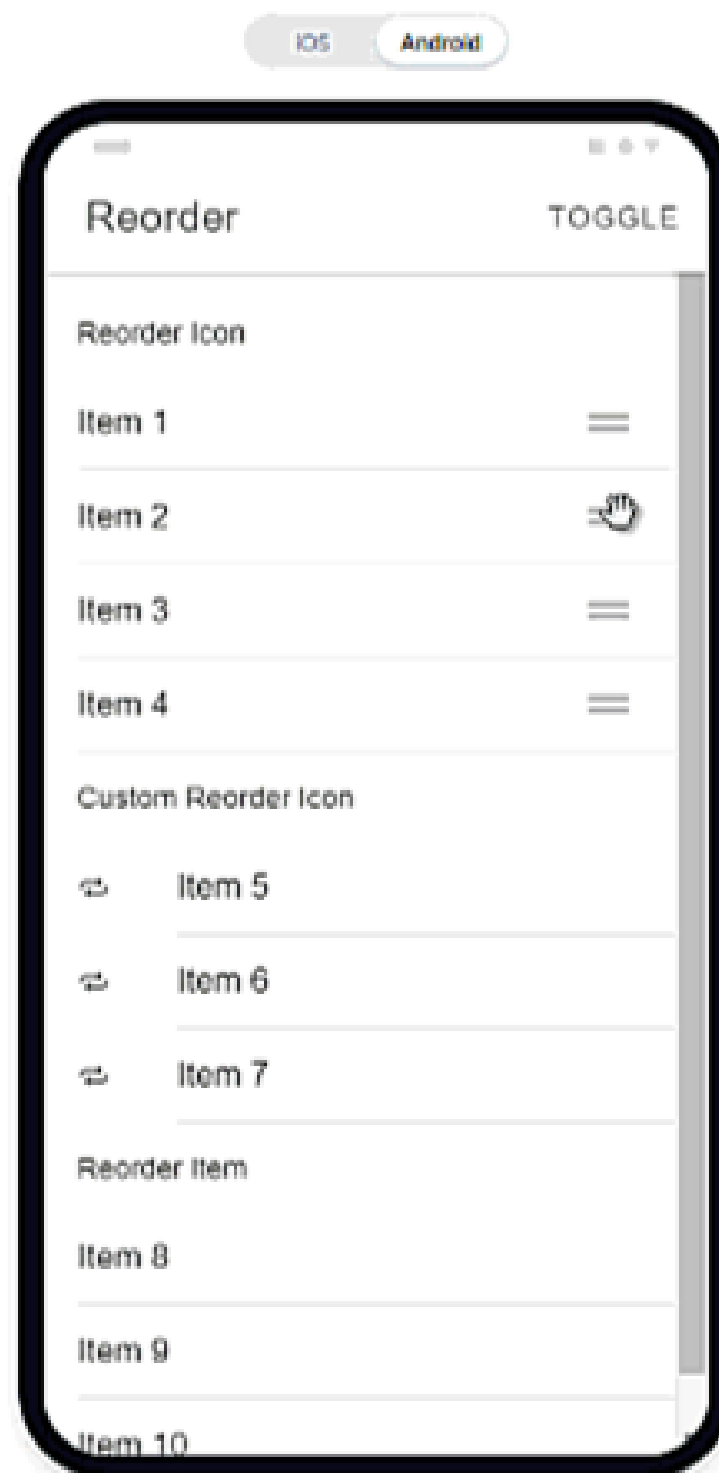 iOS Android
Reorder TOGGLE
Reorder Icon
Item 1
Item 2
Item 3
Item 4
Custom Reorder Icon
Item 5
Item 6
Item 7
Reorder Item
Item 8
Item 9
Item 10